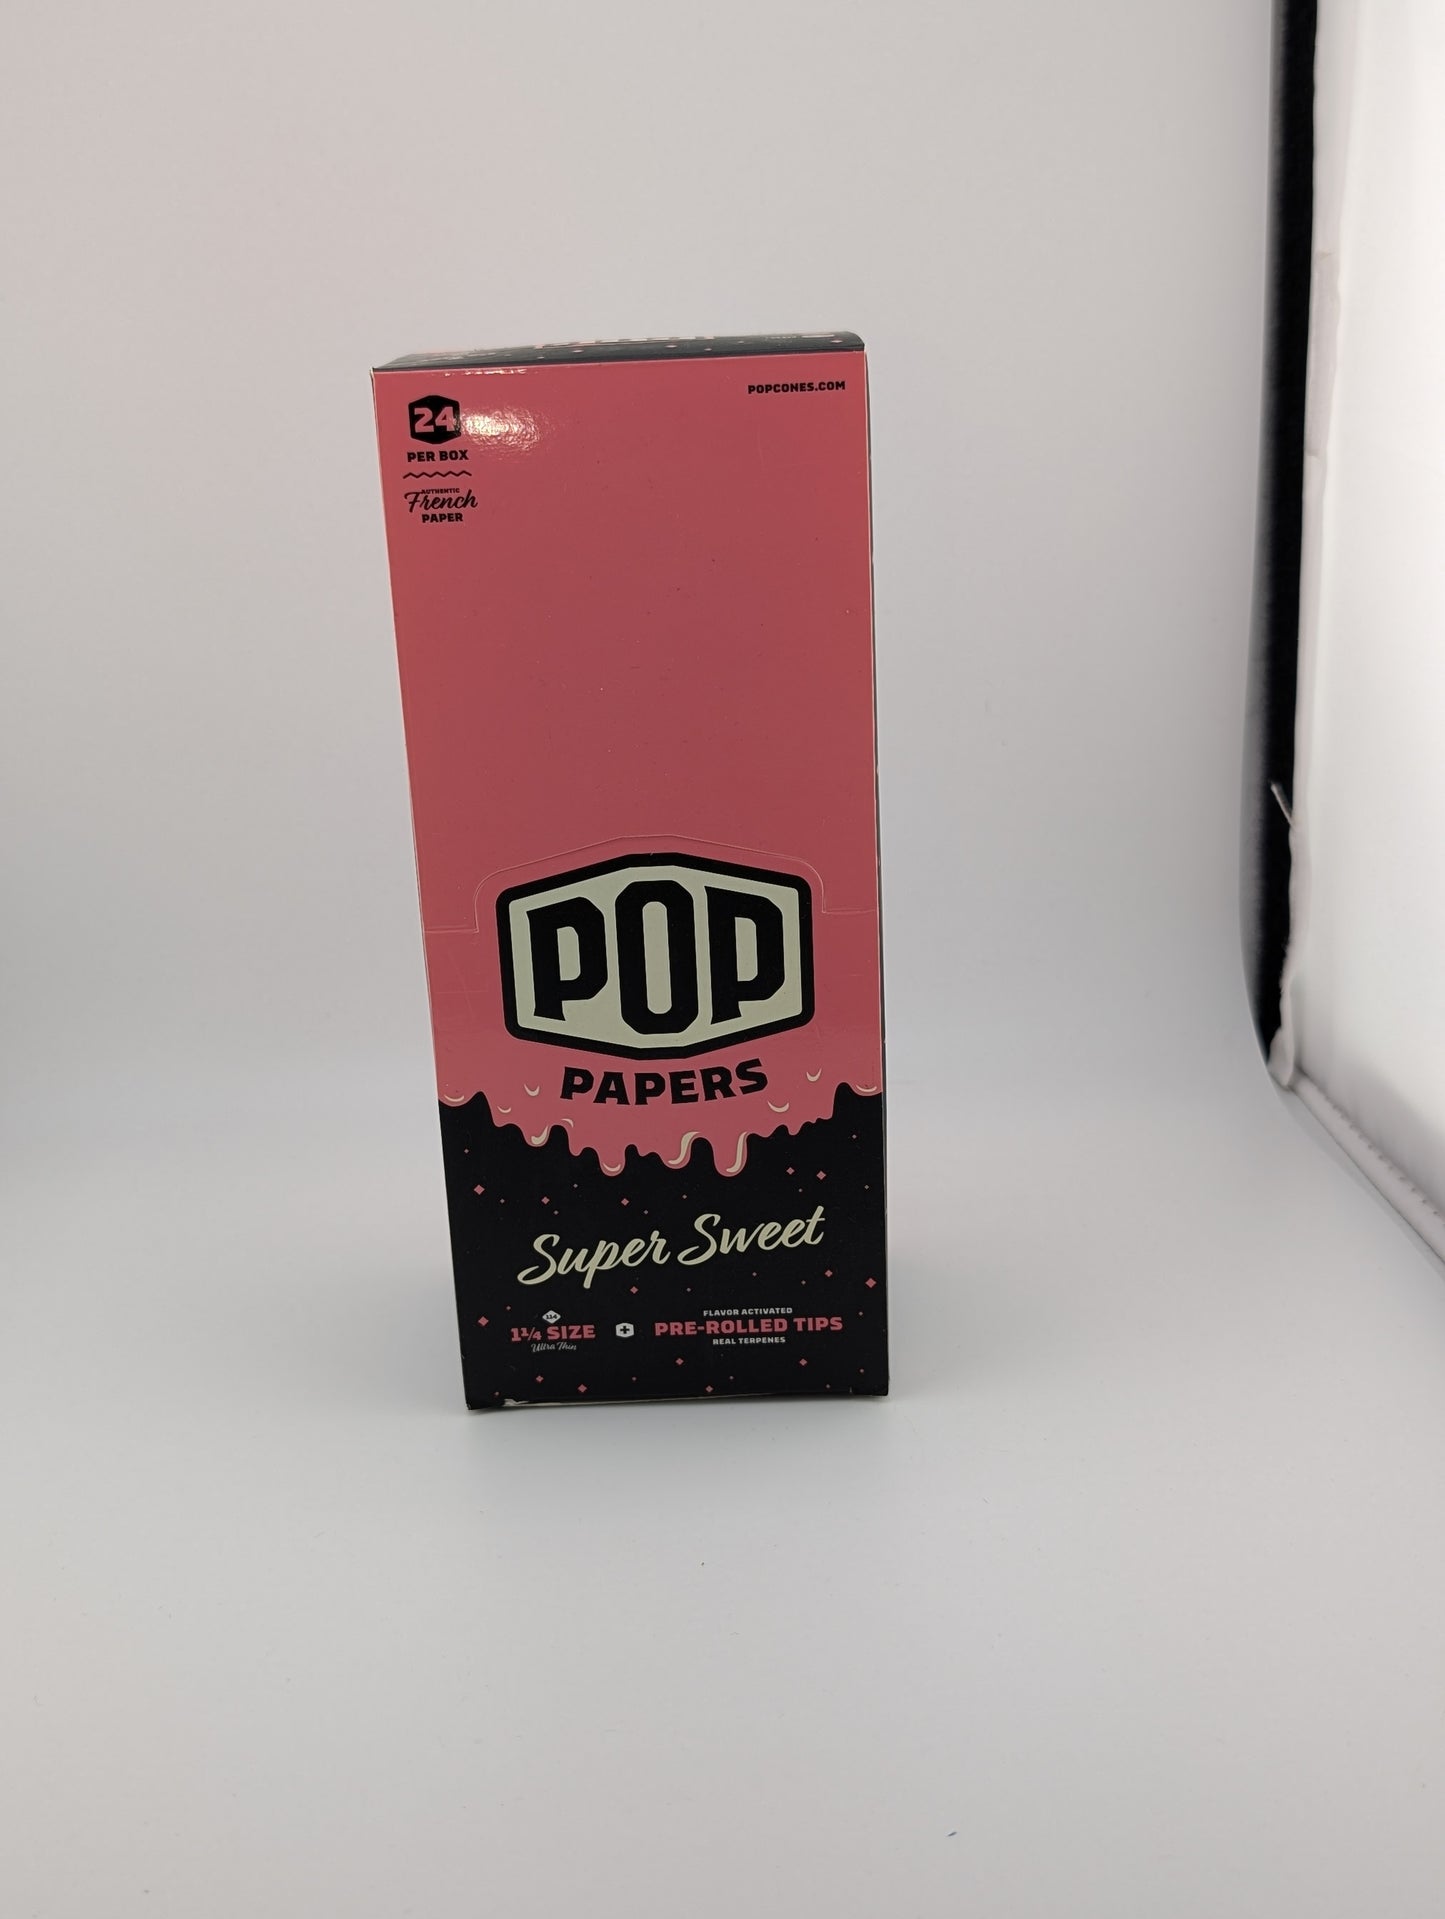 24
PER BOX
AUTHENTIC
French
PAPER
POPCONES.COM
POP
PAPERS
Super Sweet
114
1¼ SIZE
Ultra Thin
+
FLAVOR ACTIVATED
PRE-ROLLED TIPS
REAL TERPENES